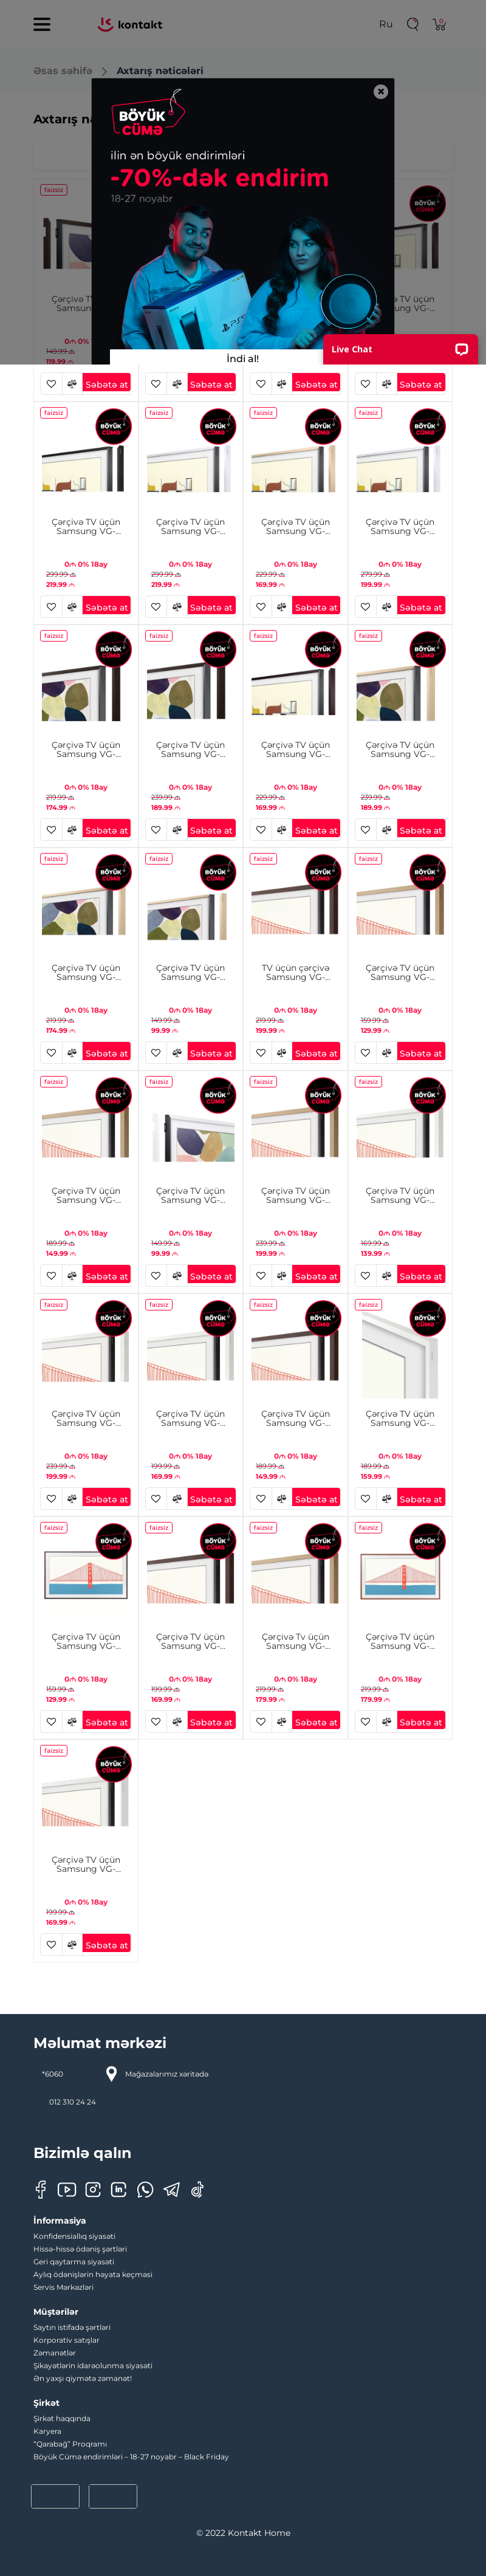 kontakt
Ru
0
Əsas səhifə > Axtarış nəticələri
BÖYÜK CÜMƏ
ilin ən böyük endirimləri
-70%-dək endirim
18-27 noyabr
İndi al!
Live Chat
faizsiz
149.99 ₼
119.99
Səbətə at
Səbətə at
Səbətə at
Səbətə at
faizsiz
BÖYÜK CÜMƏ
Çərçivə TV üçün Samsung VG-...
0₼ 0% 18ay
299.99 ₼
219.99 ₼
Səbətə at
faizsiz
BÖYÜK CÜMƏ
Çərçivə TV üçün Samsung VG-...
0₼ 0% 18ay
299.99 ₼
219.99 ₼
Səbətə at
faizsiz
BÖYÜK CÜMƏ
Çərçivə TV üçün Samsung VG-...
0₼ 0% 18ay
229.99 ₼
169.99 ₼
Səbətə at
faizsiz
BÖYÜK CÜMƏ
Çərçivə TV üçün Samsung VG-...
0₼ 0% 18ay
279.99 ₼
199.99 ₼
Səbətə at
faizsiz
BÖYÜK CÜMƏ
Çərçivə TV üçün Samsung VG-...
0₼ 0% 18ay
219.99 ₼
174.99 ₼
Səbətə at
faizsiz
BÖYÜK CÜMƏ
Çərçivə TV üçün Samsung VG-...
0₼ 0% 18ay
239.99 ₼
189.99 ₼
Səbətə at
faizsiz
BÖYÜK CÜMƏ
Çərçivə TV üçün Samsung VG-...
0₼ 0% 18ay
229.99 ₼
169.99 ₼
Səbətə at
faizsiz
BÖYÜK CÜMƏ
Çərçivə TV üçün Samsung VG-...
0₼ 0% 18ay
239.99 ₼
189.99 ₼
Səbətə at
faizsiz
BÖYÜK CÜMƏ
Çərçivə TV üçün Samsung VG-...
0₼ 0% 18ay
219.99 ₼
174.99 ₼
Səbətə at
faizsiz
BÖYÜK CÜMƏ
Çərçivə TV üçün Samsung VG-...
0₼ 0% 18ay
149.99 ₼
99.99 ₼
Səbətə at
faizsiz
BÖYÜK CÜMƏ
TV üçün çərçivə Samsung VG-...
0₼ 0% 18ay
219.99 ₼
199.99 ₼
Səbətə at
faizsiz
BÖYÜK CÜMƏ
Çərçivə TV üçün Samsung VG-...
0₼ 0% 18ay
159.99 ₼
129.99 ₼
Səbətə at
faizsiz
BÖYÜK CÜMƏ
Çərçivə TV üçün Samsung VG-...
0₼ 0% 18ay
189.99 ₼
149.99 ₼
Səbətə at
faizsiz
BÖYÜK CÜMƏ
Çərçivə TV üçün Samsung VG-...
0₼ 0% 18ay
149.99 ₼
99.99 ₼
Səbətə at
faizsiz
BÖYÜK CÜMƏ
Çərçivə TV üçün Samsung VG-...
0₼ 0% 18ay
239.99 ₼
199.99 ₼
Səbətə at
faizsiz
BÖYÜK CÜMƏ
Çərçivə TV üçün Samsung VG-...
0₼ 0% 18ay
169.99 ₼
139.99 ₼
Səbətə at
faizsiz
BÖYÜK CÜMƏ
Çərçivə TV üçün Samsung VG-...
0₼ 0% 18ay
239.99 ₼
199.99 ₼
Səbətə at
faizsiz
BÖYÜK CÜMƏ
Çərçivə TV üçün Samsung VG-...
0₼ 0% 18ay
199.99 ₼
169.99 ₼
Səbətə at
faizsiz
BÖYÜK CÜMƏ
Çərçivə TV üçün Samsung VG-...
0₼ 0% 18ay
189.99 ₼
149.99 ₼
Səbətə at
faizsiz
BÖYÜK CÜMƏ
Çərçivə TV üçün Samsung VG-...
0₼ 0% 18ay
189.99 ₼
159.99 ₼
Səbətə at
faizsiz
BÖYÜK CÜMƏ
Çərçivə TV üçün Samsung VG-...
0₼ 0% 18ay
159.99 ₼
129.99 ₼
Səbətə at
faizsiz
BÖYÜK CÜMƏ
Çərçivə TV üçün Samsung VG-...
0₼ 0% 18ay
199.99 ₼
169.99 ₼
Səbətə at
faizsiz
BÖYÜK CÜMƏ
Çərçivə Tv üçün Samsung VG-...
0₼ 0% 18ay
219.99 ₼
179.99 ₼
Səbətə at
faizsiz
BÖYÜK CÜMƏ
Çərçivə TV üçün Samsung VG-...
0₼ 0% 18ay
219.99 ₼
179.99 ₼
Səbətə at
faizsiz
BÖYÜK CÜMƏ
Çərçivə TV üçün Samsung VG-...
0₼ 0% 18ay
199.99 ₼
169.99 ₼
Səbətə at
Məlumat mərkəzi
*6060
Mağazalarımız xəritədə
012 310 24 24
Bizimlə qalın
İnformasiya
Konfidensiallıq siyasəti
Hissə-hissə ödəniş şərtləri
Geri qaytarma siyasəti
Aylıq ödənişlərin həyata keçməsi
Servis Mərkəzləri
Müştərilər
Saytın istifadə şərtləri
Korporativ satışlar
Zəmanətlər
Şikayətlərin idarəolunma siyasəti
Ən yaxşı qiymətə zəmanət!
Şirkət
Şirkət haqqında
Karyera
“Qarabağ” Proqramı
Böyük Cümə endirimləri – 18-27 noyabr – Black Friday
© 2022 Kontakt Home